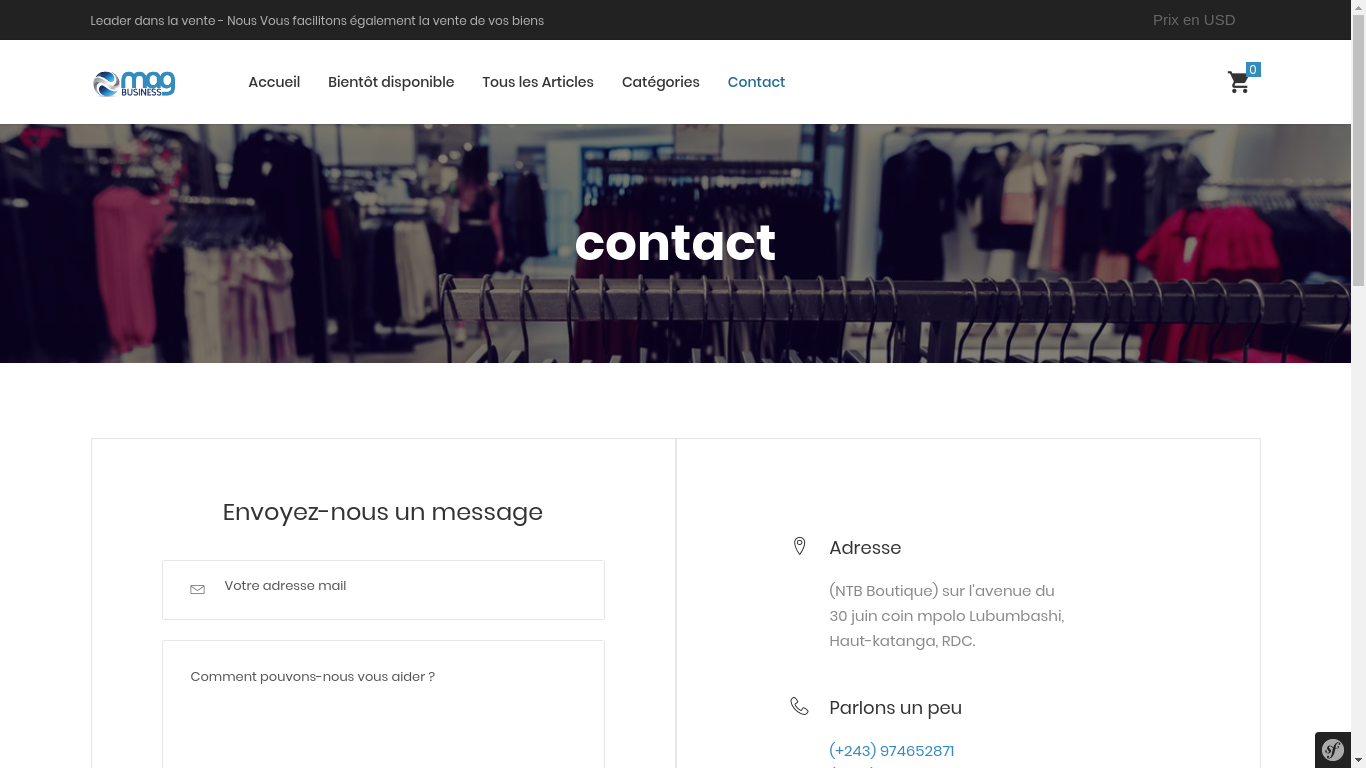 Leader dans la vente - Nous Vous facilitons également la vente de vos biens
Prix en USD
mag
BUSINESS
Accueil
Bientôt disponible
Tous les Articles
Catégories
Contact
0
contact
Envoyez-nous un message
Votre adresse mail
Comment pouvons-nous vous aider ?
Adresse
(NTB Boutique) sur l'avenue du
30 juin coin mpolo Lubumbashi,
Haut-katanga, RDC.
Parlons un peu
(+243) 974652871
sf